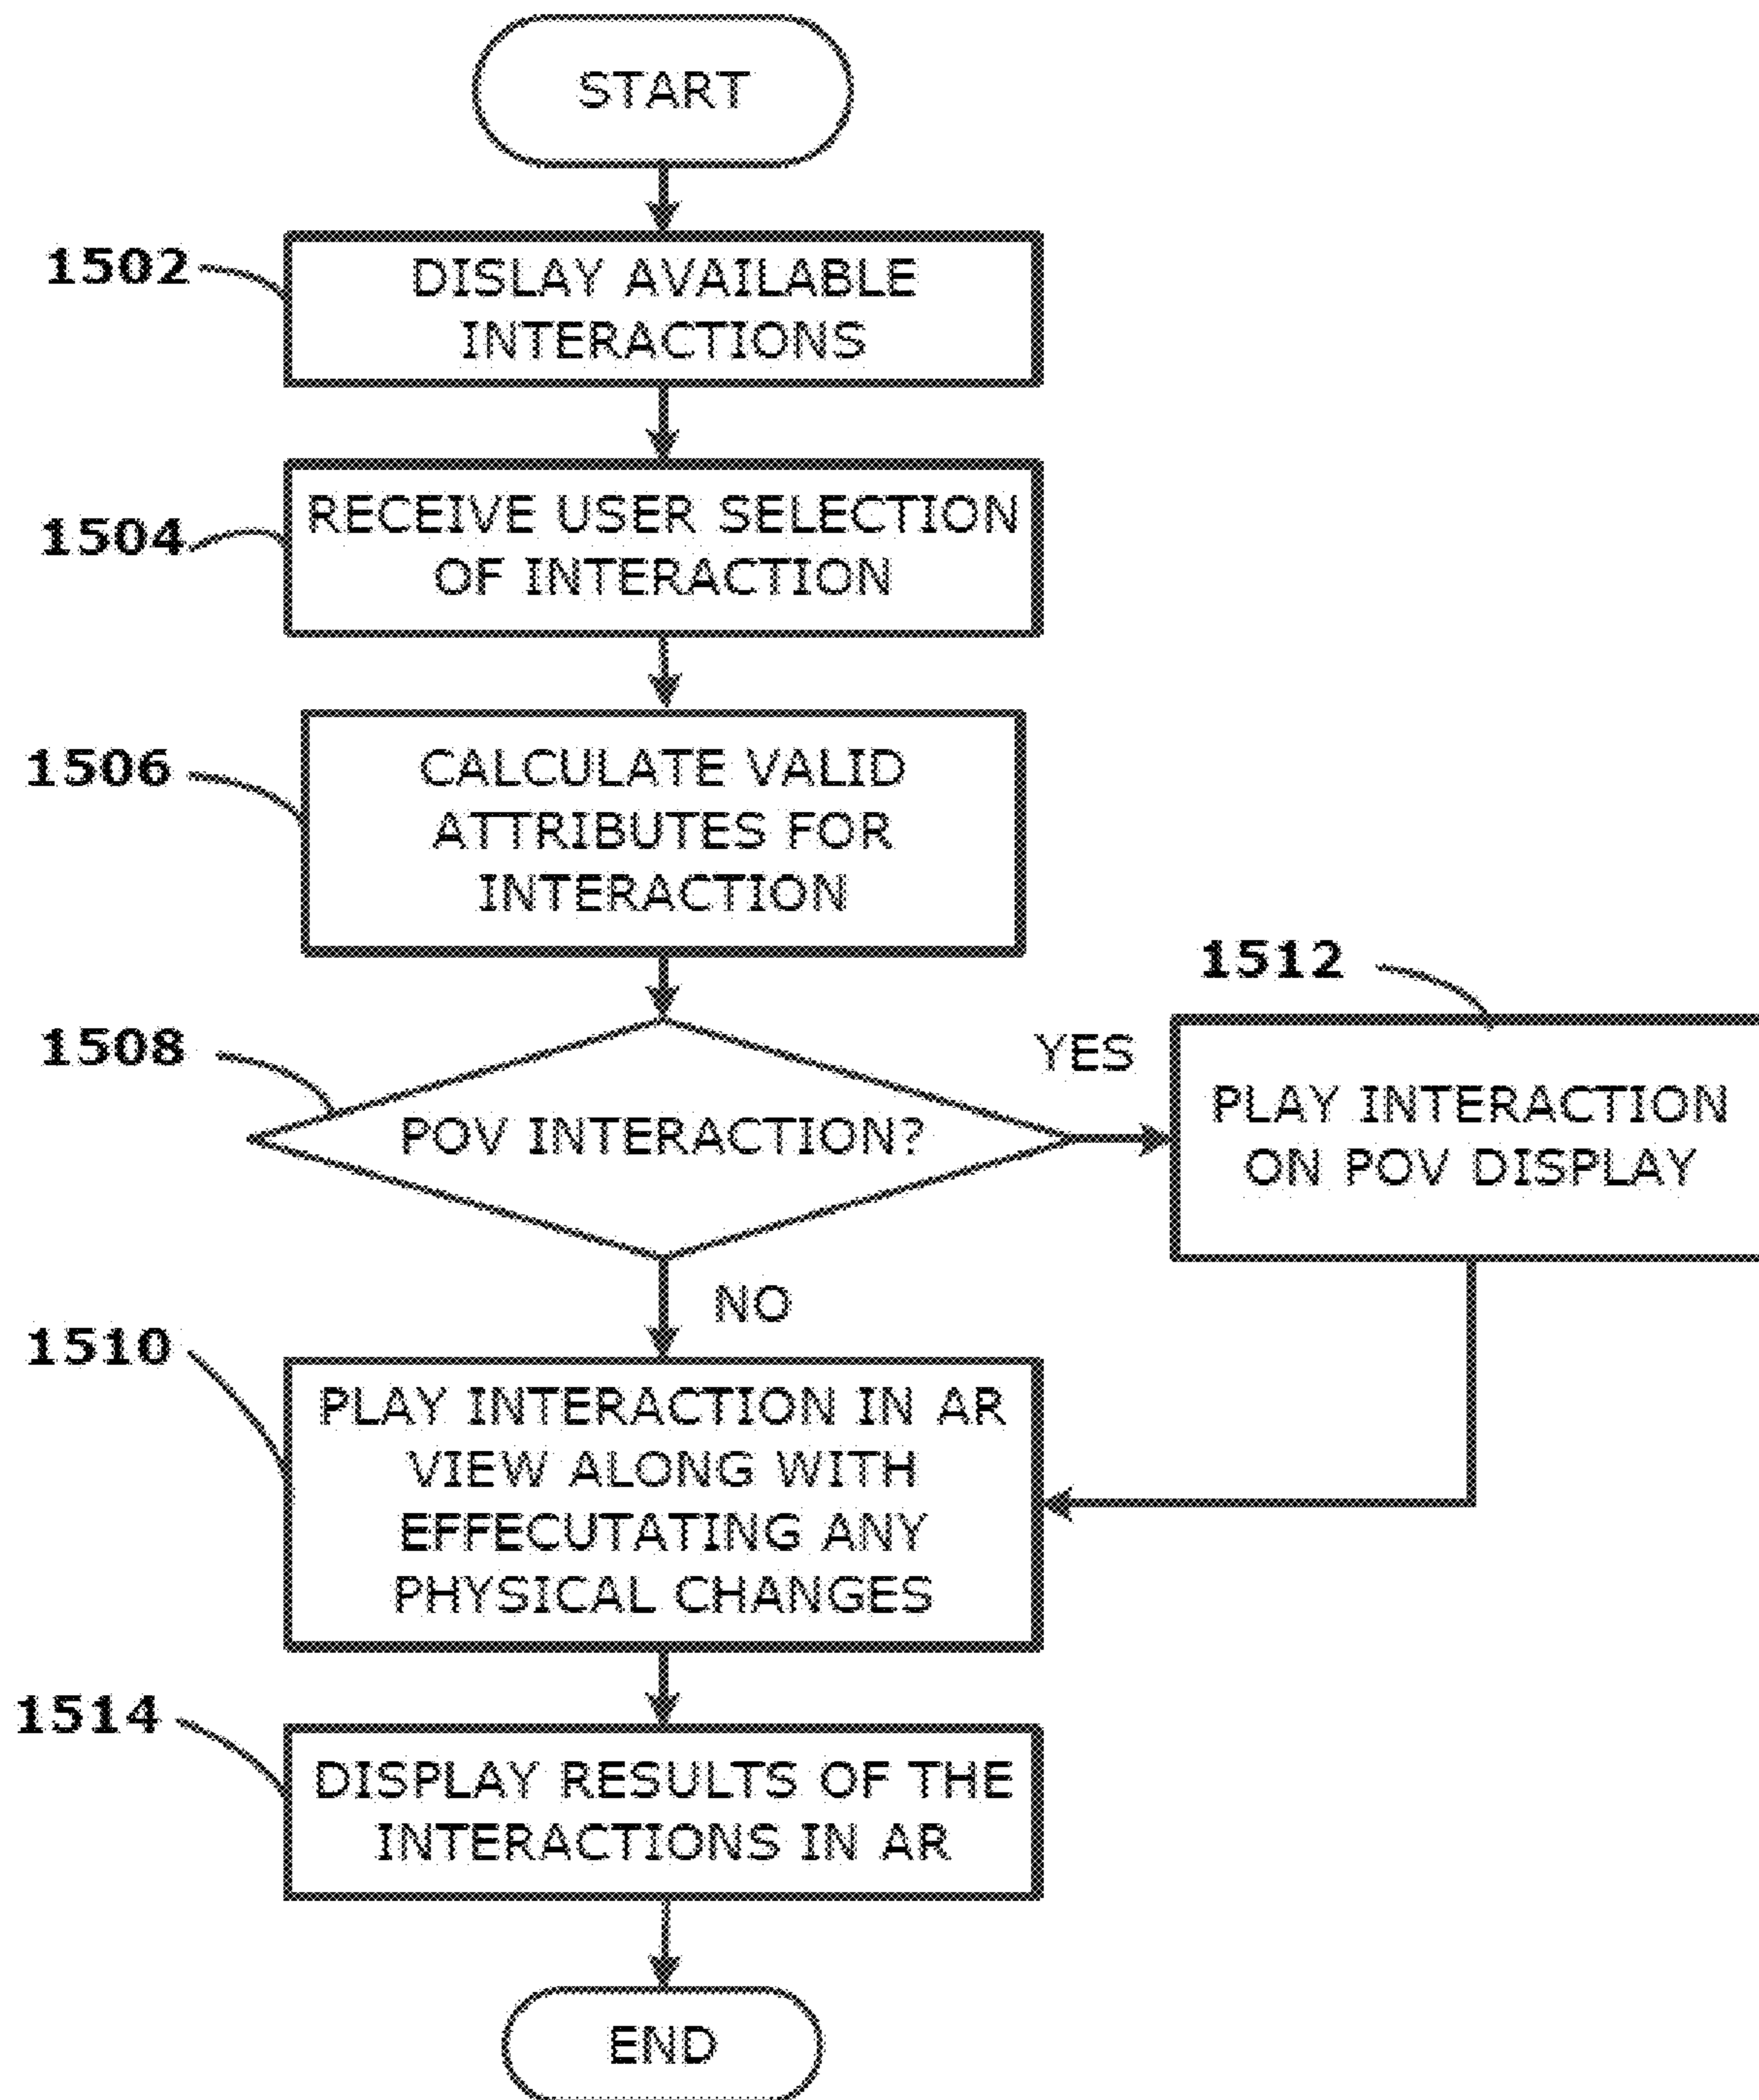 START
1502
DISLAY AVAILABLE
INTERACTIONS
1504
RECEIVE USER SELECTION
OF INTERACTION
1506
CALCULATE VALID
ATTRIBUTES FOR
INTERACTION
1508
POV INTERACTION?
YES
1512
PLAY INTERACTION
ON POV DISPLAY
NO
1510
PLAY INTERACTION IN AR
VIEW ALONG WITH
EFFECUTATING ANY
PHYSICAL CHANGES
1514
DISPLAY RESULTS OF THE
INTERACTIONS IN AR
END